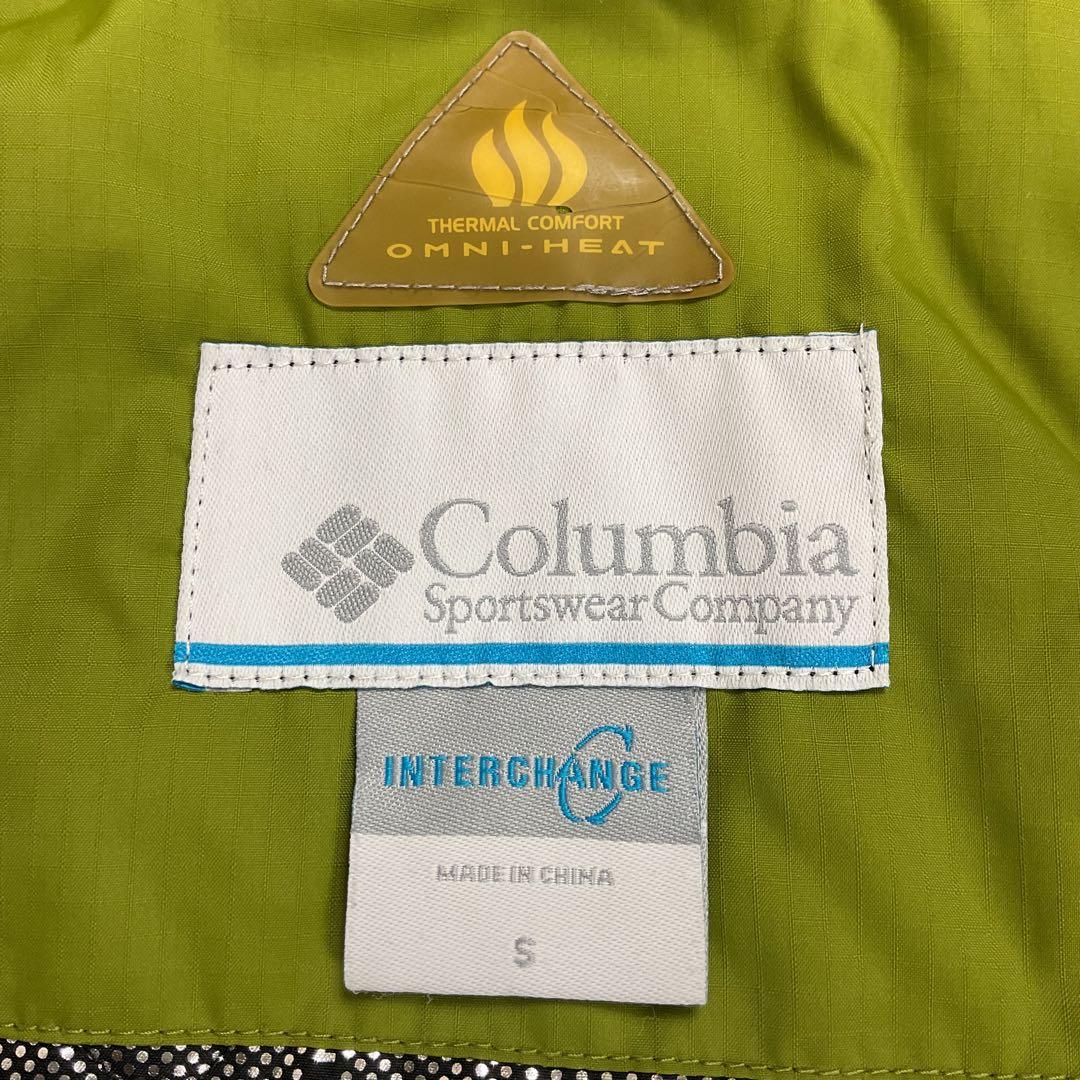 THERMAL COMFORT
OMNI-HEAT
Columbia
Sportswear Company
INTERCHANGE
MADE IN CHINA
S